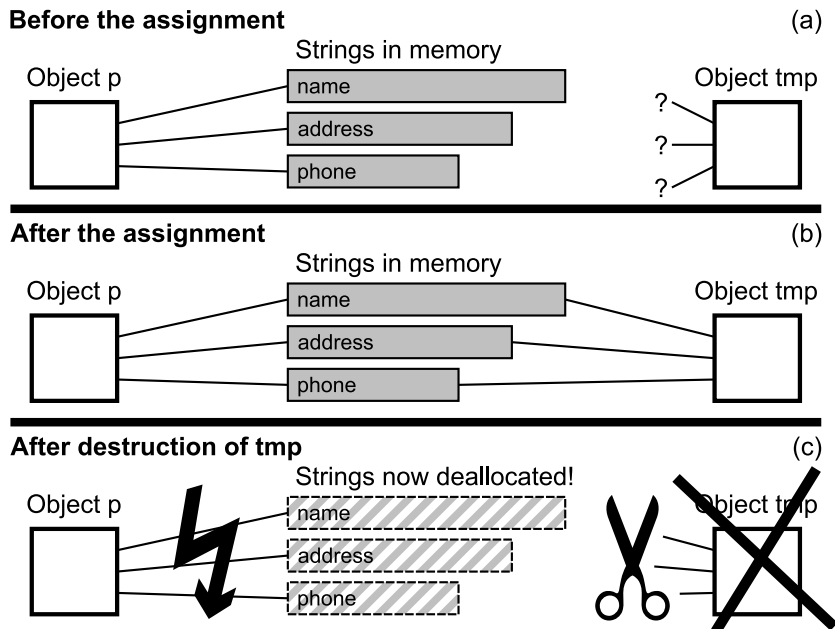 Before the assignment (a)
Strings in memory
Object p
Object tmp
name
?
address
?
phone
?
After the assignment (b)
Strings in memory
Object p
Object tmp
name
address
phone
After destruction of tmp (c)
Strings now deallocated!
Object p
Object tmp
name
address
phone